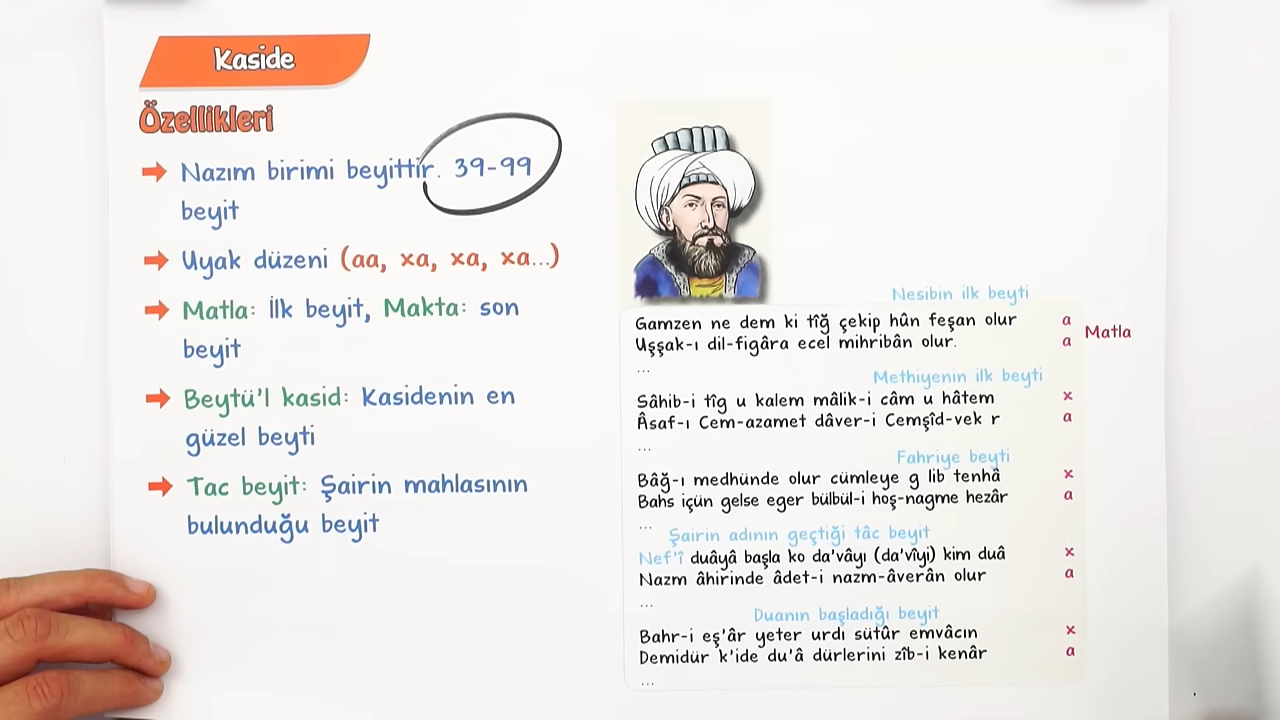 Kaside
Özellikleri
Nazım birimi beyittir. 39-99
beyit
Uyak düzeni (aa, xa, xa, xa...)
Matla: İlk beyit, Makta: son
beyit
Beytü'l kasid: Kasidenin en
güzel beyti
Tac beyit: Şairin mahlasının
bulunduğu beyit
Nesibin ilk beyti
Gamzen ne dem ki tîğ çekip hûn feşan olur a
Uşşak-ı dil-figâra ecel mihribân olur. a
Matla
...
Methiyenin ilk beyti
Sâhib-i tîg u kalem mâlik-i câm u hâtem x
Âsaf-ı Cem-azamet dâver-i Cemşîd-vek r a
...
Fahriye beyti
Bâğ-ı medhünde olur cümleye g lib tenhâ x
Bahs içün gelse eger bülbül-i hoş-nagme hezâr a
...
Şairin adının geçtiği tâc beyit
Nef'î duâyâ başla ko da'vâyı (da'vîyi) kim duâ x
Nazm âhirinde âdet-i nazm-âverân olur a
...
Duanın başladığı beyit
Bahr-i eş'âr yeter urdı sütûr emvâcın x
Demidür k'ide du'â dürlerini zîb-i kenâr a
...